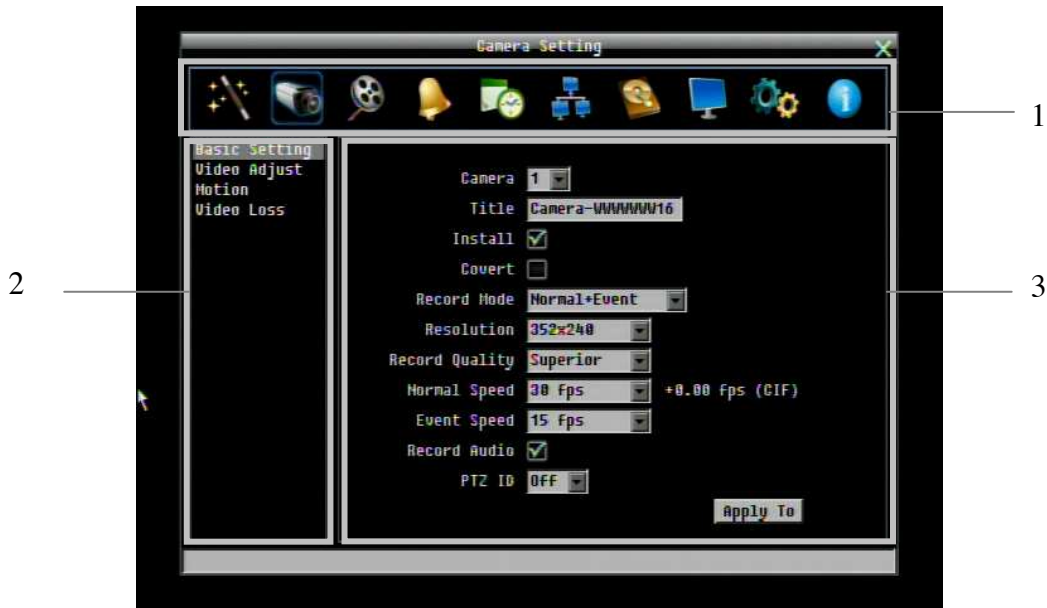 Camera Setting
1
Basic Setting
Video Adjust
Motion
Video Loss
Camera 1
Title Camera-WWWWWW16
Install
Covert
2
3
Record Mode Normal+Event
Resolution 352x240
Record Quality Superior
Normal Speed 30 fps +0.00 fps (CIF)
Event Speed 15 fps
Record Audio
PTZ ID Off
Apply To